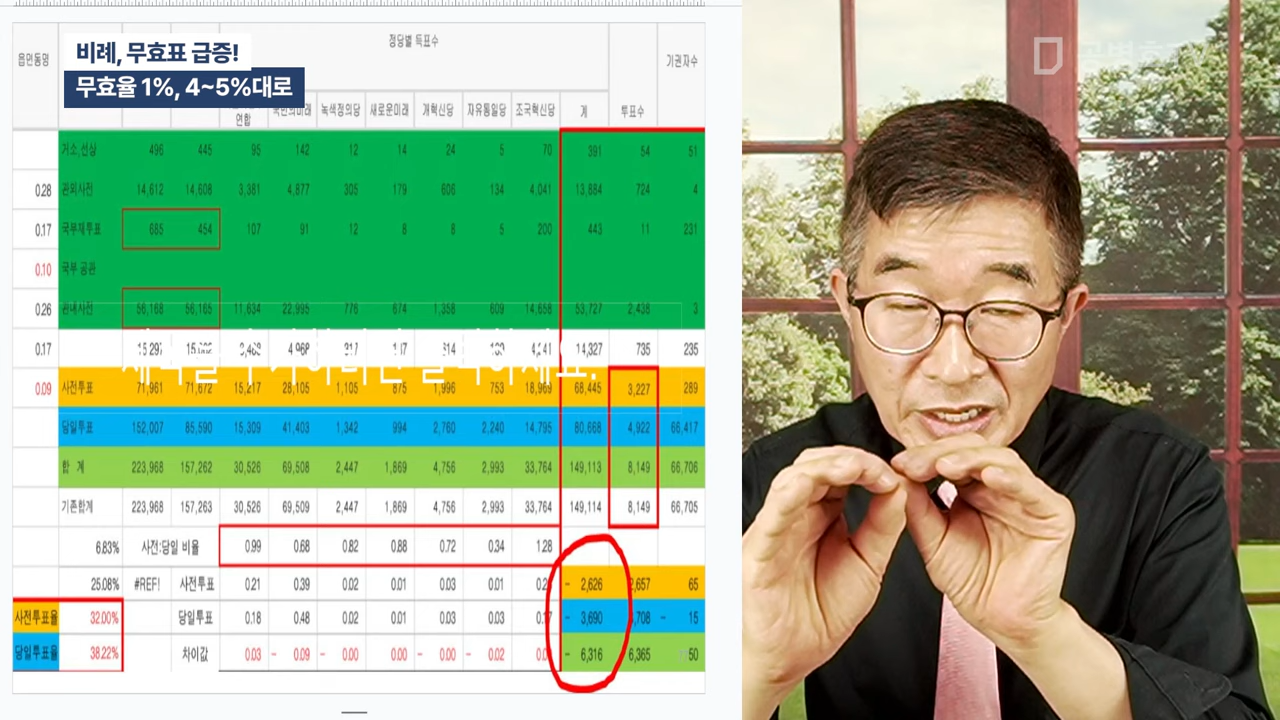 비례, 무효표 급증!
무효율 1%, 4~5%대로
읍면동명 정당별 득표수 기권자수
연합 국민의미래 녹색정의당 새로운미래 개혁신당 자유통일당 조국혁신당 계 투표수
거소,선상 496 445 95 142 12 14 24 5 70 391 54 51
0.28 관외사전 14,612 14,608 3,381 4,877 305 179 606 134 4,041 13,884 724 4
0.17 국부재투표 685 454 107 91 12 8 8 5 200 443 11 231
0.10 국부 공관
0.26 관내사전 56,168 56,165 11,634 22,995 776 674 1,358 609 14,658 53,727 2,438 3
0.17 14,327 735 235
0.09 사전투표 71,961 71,672 15,217 28,105 1,105 875 1,996 753 18,969 68,445 3,227 289
당일투표 152,007 85,590 15,309 41,403 1,342 994 2,760 2,240 14,795 80,668 4,922 66,417
합 계 223,968 157,262 30,526 69,508 2,447 1,869 4,756 2,993 33,764 149,113 8,149 66,706
기존합계 223,968 157,263 30,526 69,509 2,447 1,869 4,756 2,993 33,764 149,114 8,149 66,705
6.83% 사전:당일 비율 0.99 0.68 0.82 0.88 0.72 0.34 1.28
25.08% #REF! 사전투표 0.21 0.39 0.02 0.01 0.03 0.01 - 2,626 2,657 65
사전투표율 32.00% 당일투표 0.18 0.48 0.02 0.01 0.03 0.03 0.17 - 3,690 - 15
당일투표율 38.22% 차이값 0.03 - 0.09 - 0.00 0.00 - 0.00 - 0.02 - 6,316 6,365